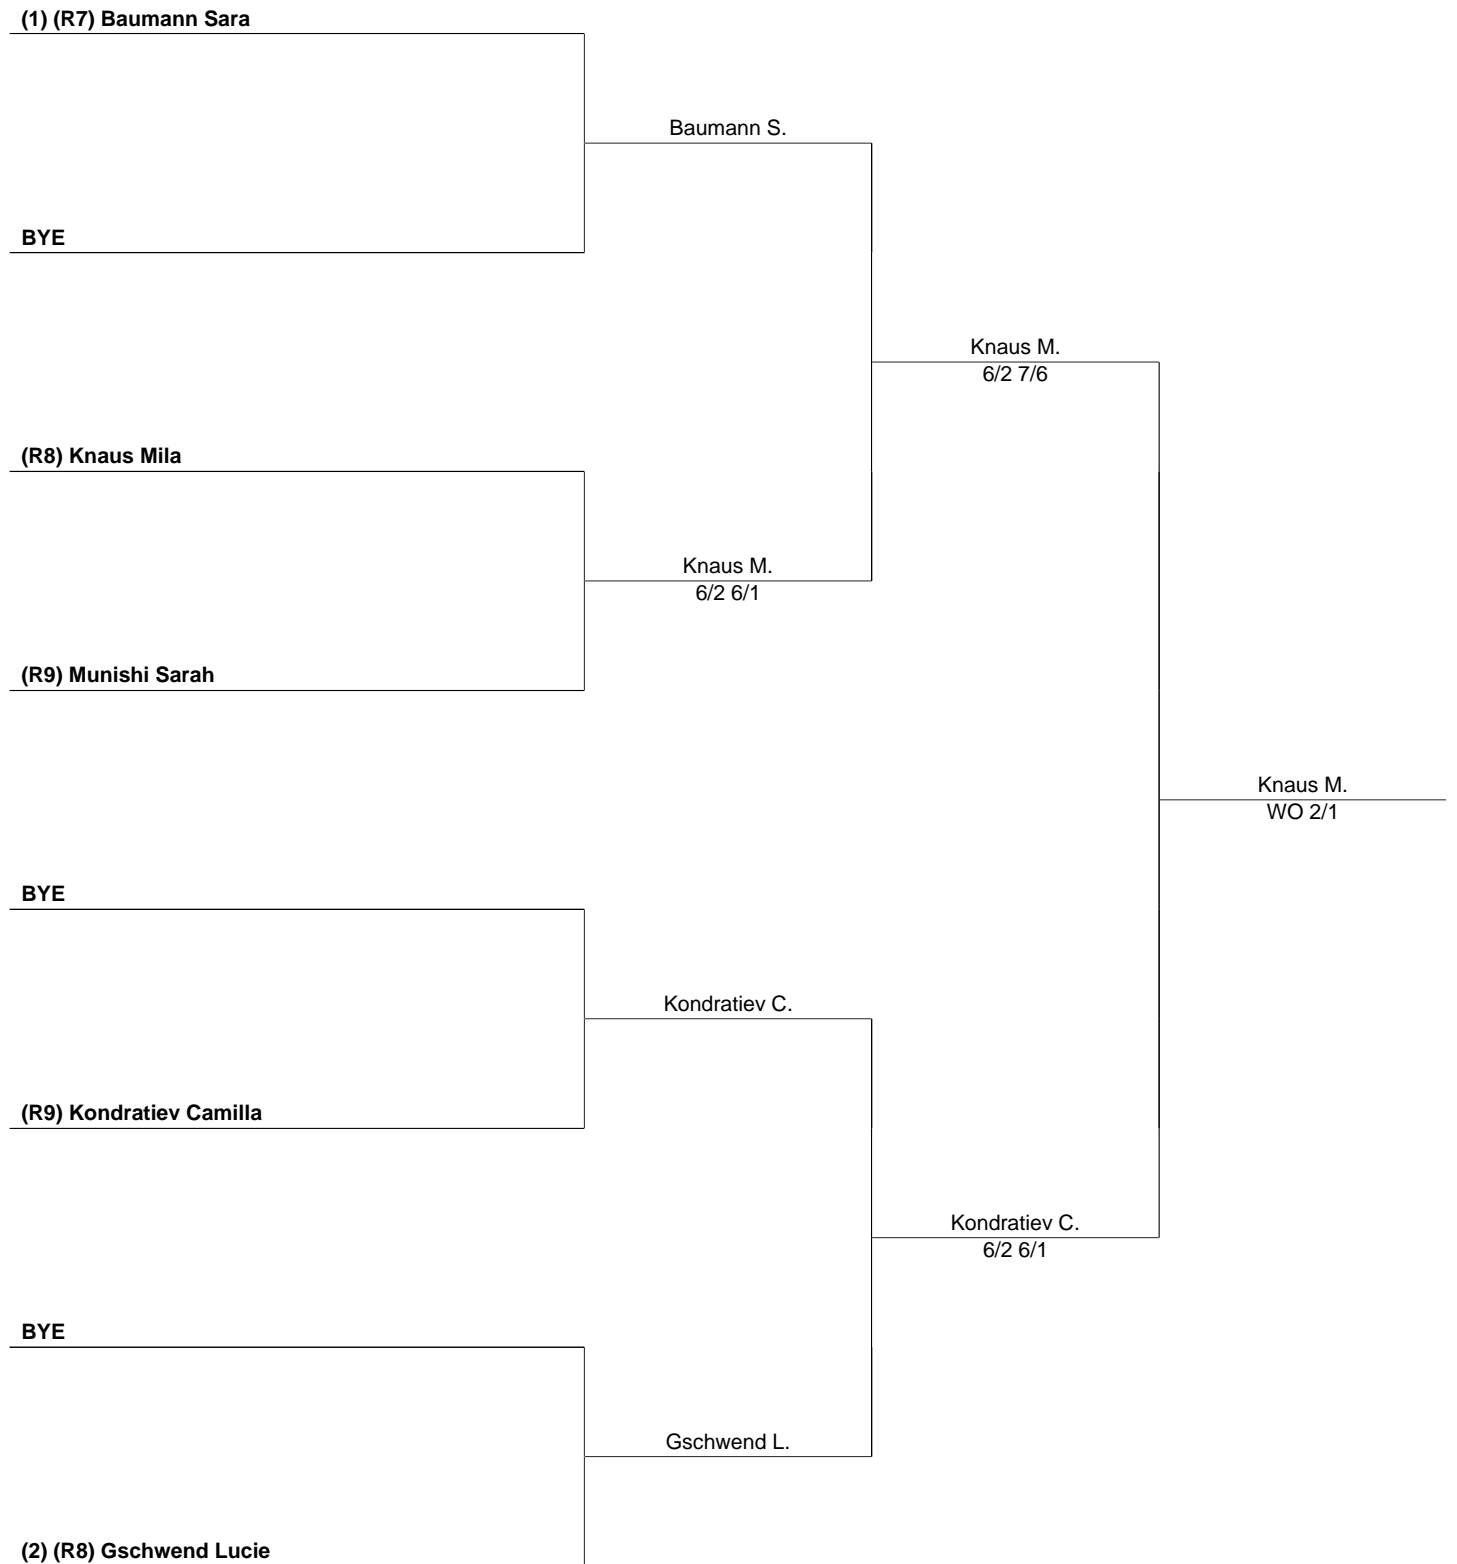 (1) (R7) Baumann Sara
Baumann S.
BYE
Knaus M.
6/2 7/6
(R8) Knaus Mila
Knaus M.
6/2 6/1
(R9) Munishi Sarah
Knaus M.
WO 2/1
BYE
Kondratiev C.
(R9) Kondratiev Camilla
Kondratiev C.
6/2 6/1
BYE
Gschwend L.
(2) (R8) Gschwend Lucie